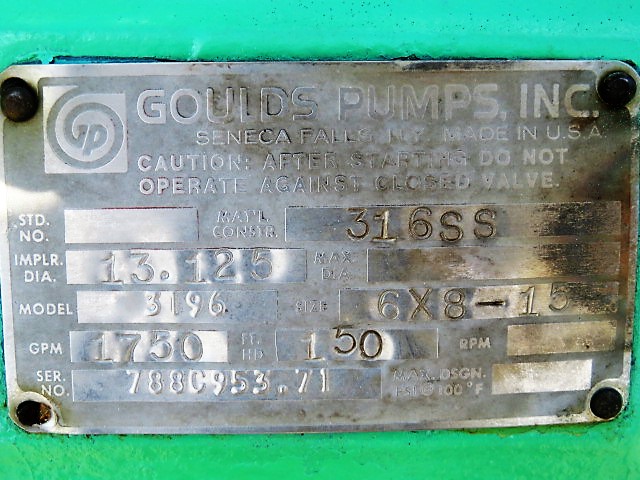 GOULDS PUMPS, INC.
SENECA FALLS, N.Y. MADE IN U.S.A.
CAUTION: AFTER STARTING DO NOT
OPERATE AGAINST CLOSED VALVE.
STD. NO. MAT'L. CONSTR. 316SS
IMPLR. DIA. 13.125 MAX. DIA.
MODEL 3196 SIZE 6X8-15
GPM 1750 FT. HD 150 RPM
SER. NO. 788C953.71 MAX. DSGN. PSI @ 100°F